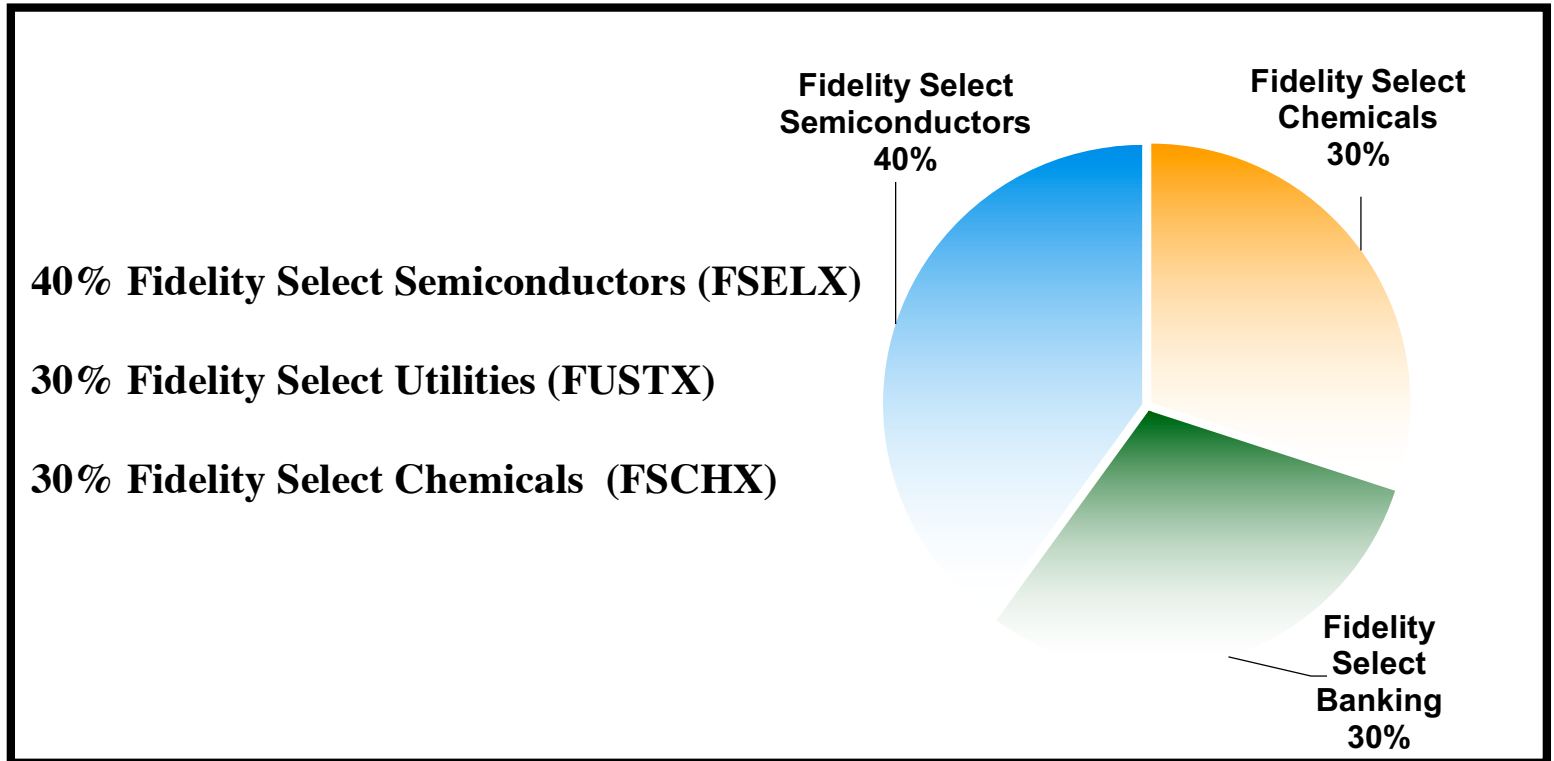 40% Fidelity Select Semiconductors (FSELX)
30% Fidelity Select Utilities (FUSTX)
30% Fidelity Select Chemicals  (FSCHX)
Fidelity Select
Semiconductors
40%
Fidelity Select
Chemicals
30%
Fidelity
Select
Banking
30%